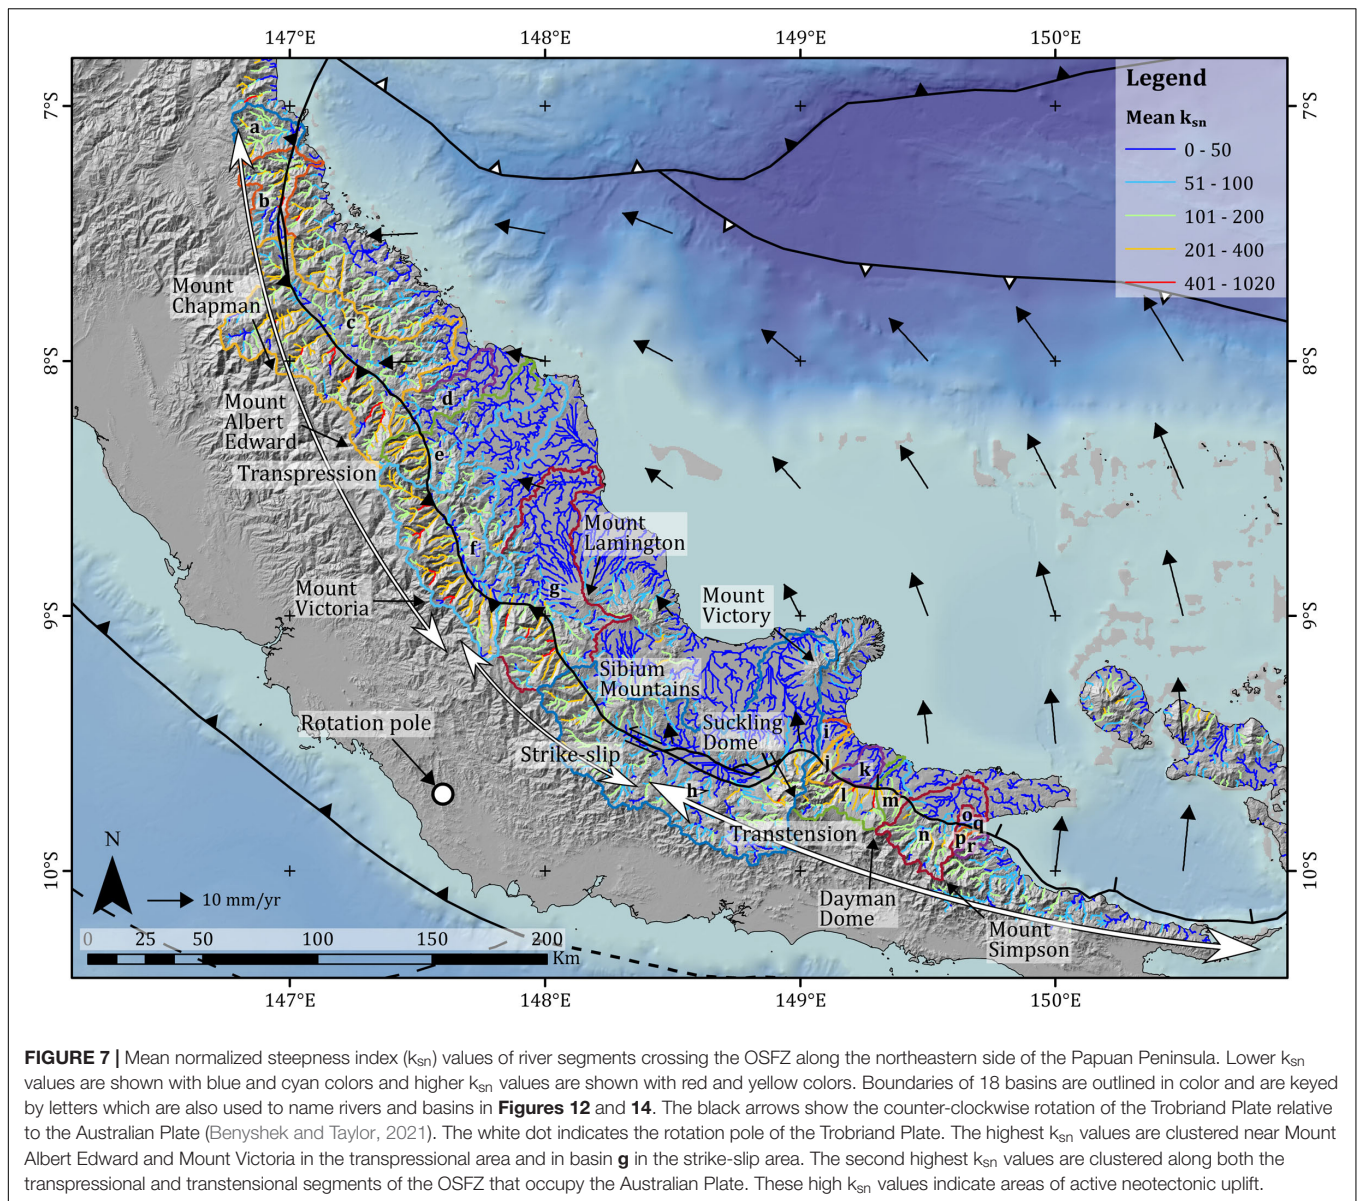 147°E 148°E 149°E 150°E
Legend
Mean ksn
0 - 50
51 - 100
101 - 200
201 - 400
401 - 1020
7°S 7°S
8°S 8°S
9°S 9°S
10°S 10°S
a
b
c
d
e
f
g
h
i
j
k
l
m
n
o
p
q
r
Mount
Chapman
Mount
Albert
Edward
Transpression
Mount
Lamington
Mount
Victoria
Mount
Victory
Sibium
Mountains
Rotation pole
Suckling
Dome
Strike-slip
Transtension
Dayman
Dome
Mount
Simpson
N
10 mm/yr
0 25 50 100 150 200
Km
147°E 148°E 149°E 150°E
FIGURE 7 | Mean normalized steepness index (ksn) values of river segments crossing the OSFZ along the northeastern side of the Papuan Peninsula. Lower ksn
values are shown with blue and cyan colors and higher ksn values are shown with red and yellow colors. Boundaries of 18 basins are outlined in color and are keyed
by letters which are also used to name rivers and basins in Figures 12 and 14. The black arrows show the counter-clockwise rotation of the Trobriand Plate relative
to the Australian Plate (Benyshek and Taylor, 2021). The white dot indicates the rotation pole of the Trobriand Plate. The highest ksn values are clustered near Mount
Albert Edward and Mount Victoria in the transpressional area and in basin g in the strike-slip area. The second highest ksn values are clustered along both the
transpressional and transtensional segments of the OSFZ that occupy the Australian Plate. These high ksn values indicate areas of active neotectonic uplift.